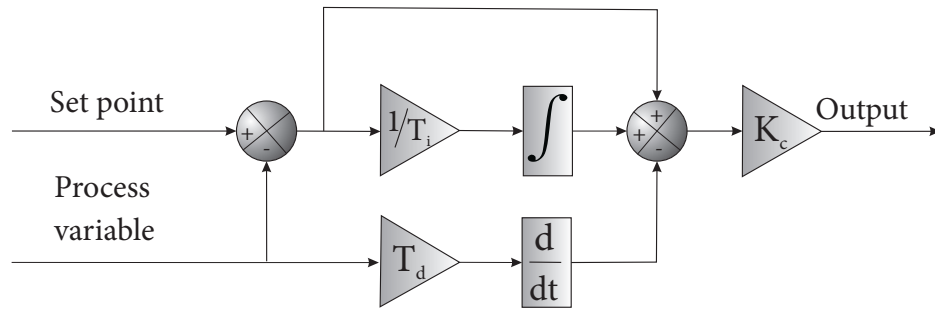 Set point
+
-
1/Ti
∫
+
+
-
Kc
Output
Process
variable
Td
d
dt